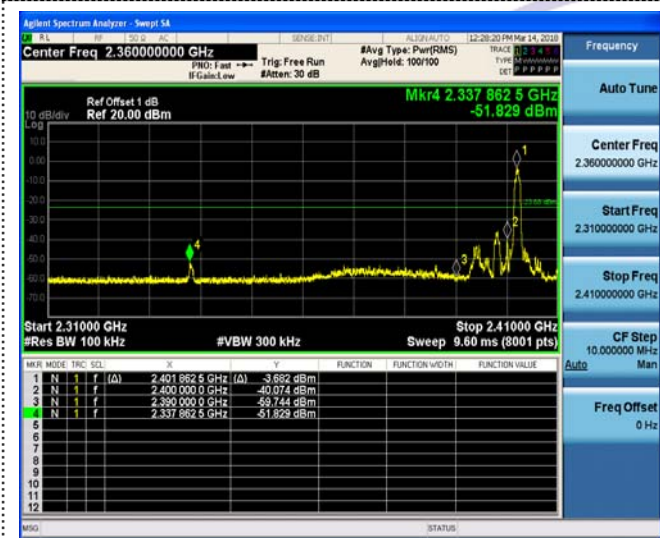 Agilent Spectrum Analyzer - Swept SA
RL RF 50 Ω AC SENSE:INT ALIGN AUTO 12:28:20 PM Mar 14, 2018
Center Freq 2.360000000 GHz
PNO: Fast
IFGain:Low
Trig: Free Run
#Atten: 30 dB
#Avg Type: Pwr(RMS)
Avg|Hold: 100/100
TRACE 1 2 3 4 5 6
TYPE
DET P P P P P P
Ref Offset 1 dB
Ref 20.00 dBm
10 dB/div
Log
Mkr4 2.337 862 5 GHz
-51.829 dBm
10.0
0.00
-10.0
-20.0
-30.0
-40.0
-50.0
-60.0
-70.0
1
2
3
4
Start 2.31000 GHz
Stop 2.41000 GHz
#Res BW 100 kHz
#VBW 300 kHz
Sweep 9.60 ms (8001 pts)
MKR MODE TRC SCL X Y FUNCTION FUNCTION WIDTH FUNCTION VALUE
1 N 1 f (Δ) 2.401 862 5 GHz (Δ) -3.682 dBm
2 N 1 f 2.400 000 0 GHz -40.074 dBm
3 N 1 f 2.390 000 0 GHz -59.744 dBm
4 N 1 f 2.337 862 5 GHz -51.829 dBm
5
6
7
8
9
10
11
12
MSG
STATUS
Frequency
Auto Tune
Center Freq
2.360000000 GHz
Start Freq
2.310000000 GHz
Stop Freq
2.410000000 GHz
CF Step
10.000000 MHz
Auto Man
Freq Offset
0 Hz